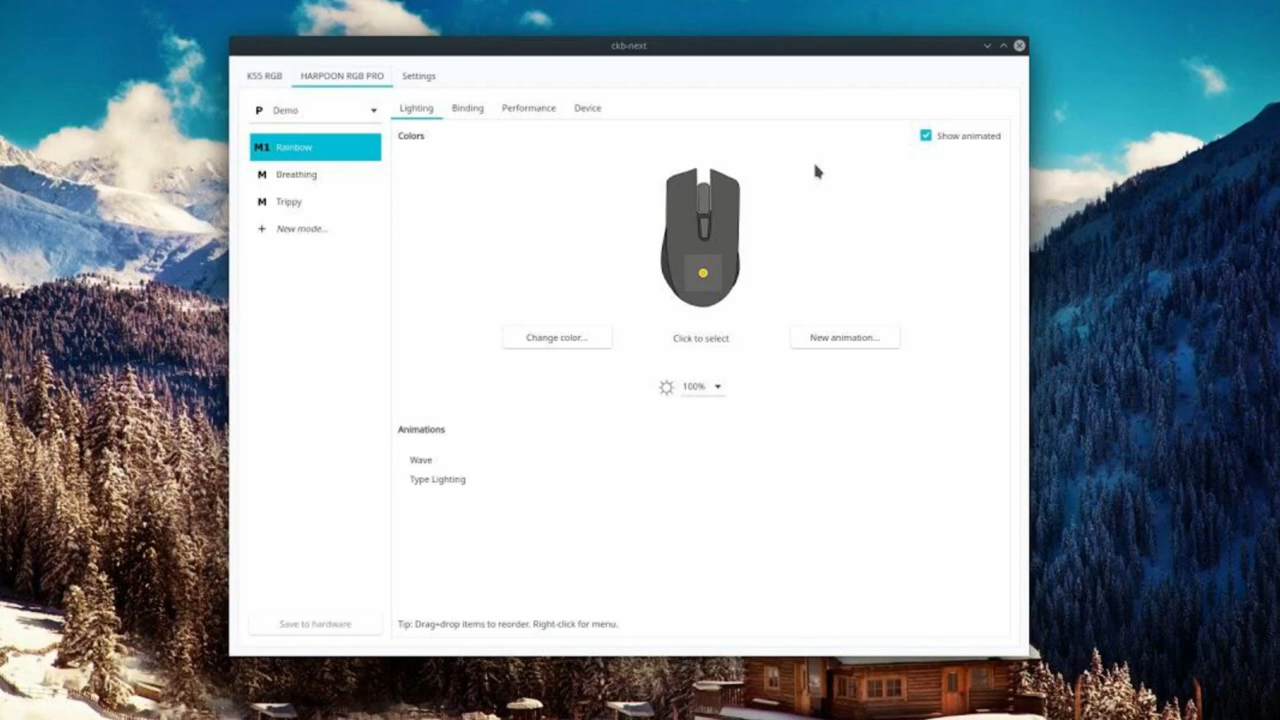 ckb-next
K55 RGB HARPOON RGB PRO Settings
P Demo
Lighting Binding Performance Device
Colors
Show animated
M1 Rainbow
M Breathing
M Trippy
+ New mode...
Change color...
Click to select
New animation...
100%
Animations
Wave
Type Lighting
Save to hardware
Tip: Drag+drop items to reorder. Right-click for menu.